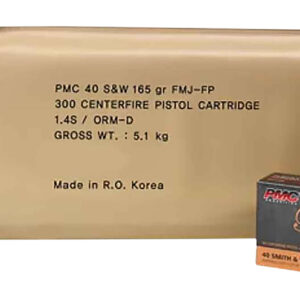 PMC 40 S&W 165 gr FMJ-FP
300 CENTERFIRE PISTOL CARTRIDGE
1.4S / ORM-D
GROSS WT. : 5.1 kg
Made in R.O. Korea
PMC
40 SMITH &